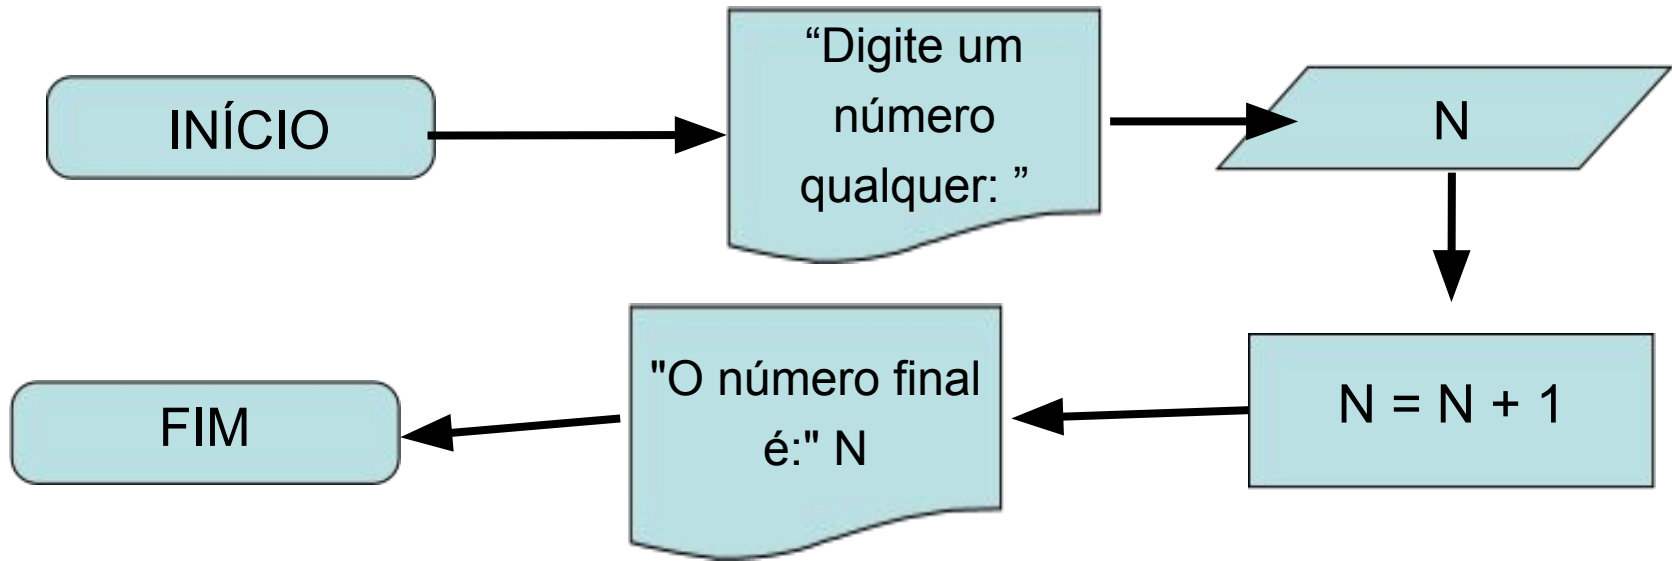 INÍCIO
“Digite um
número
qualquer: ”
N
N = N + 1
"O número final
é:" N
FIM